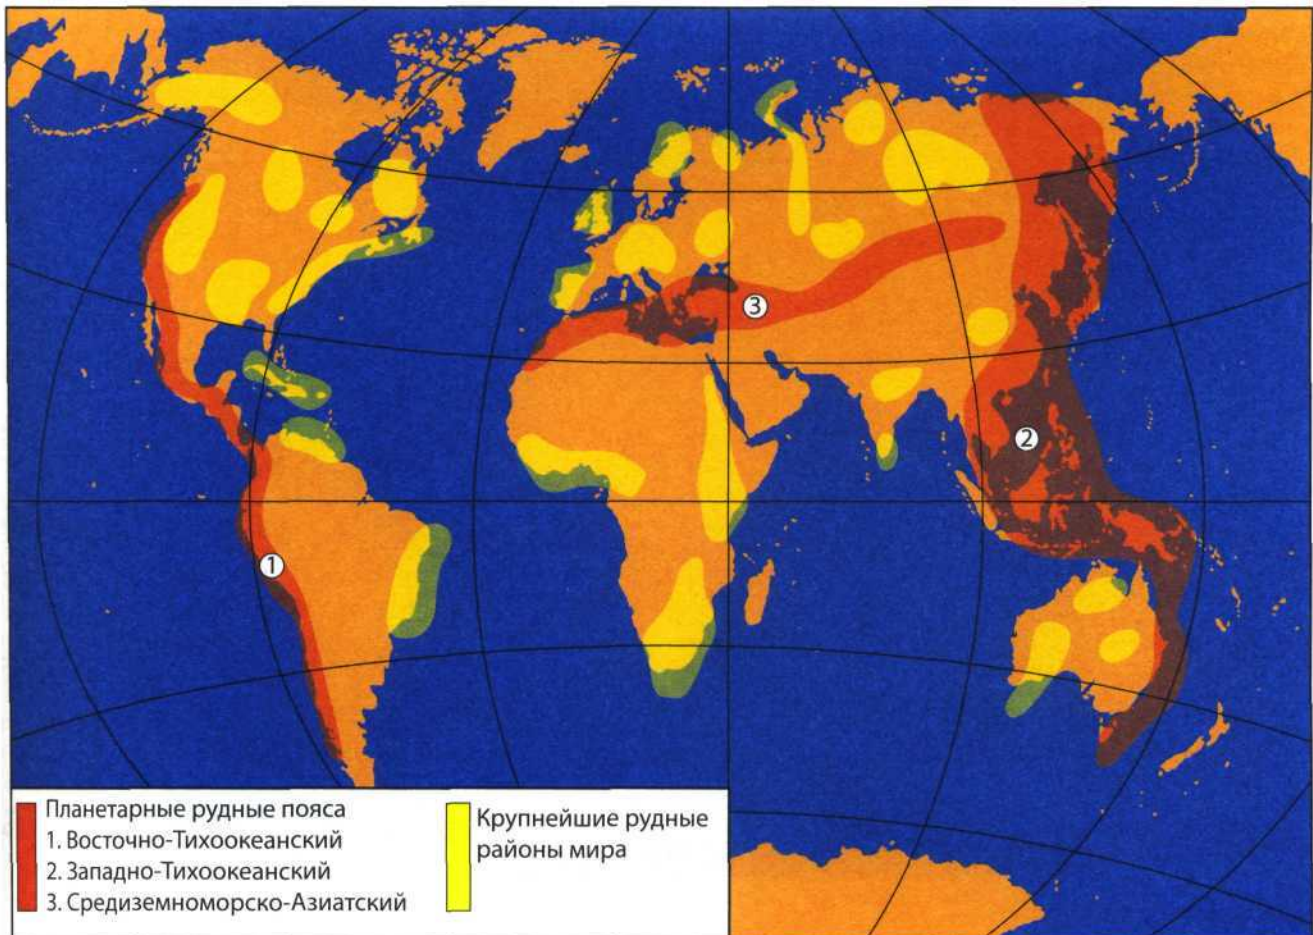 1
2
3
Планетарные рудные пояса
1. Восточно-Тихоокеанский
2. Западно-Тихоокеанский
3. Средиземноморско-Азиатский
Крупнейшие рудные
районы мира